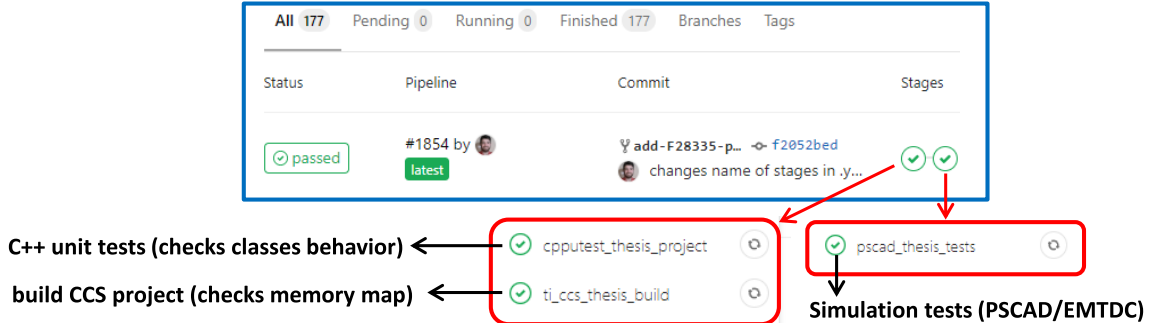 All 177 Pending 0 Running 0 Finished 177 Branches Tags
Status Pipeline Commit Stages
passed #1854 by latest add-F28335-p... f2052bed
changes name of stages in .y...
C++ unit tests (checks classes behavior) cpputest_thesis_project pscad_thesis_tests
build CCS project (checks memory map) ti_ccs_thesis_build
Simulation tests (PSCAD/EMTDC)